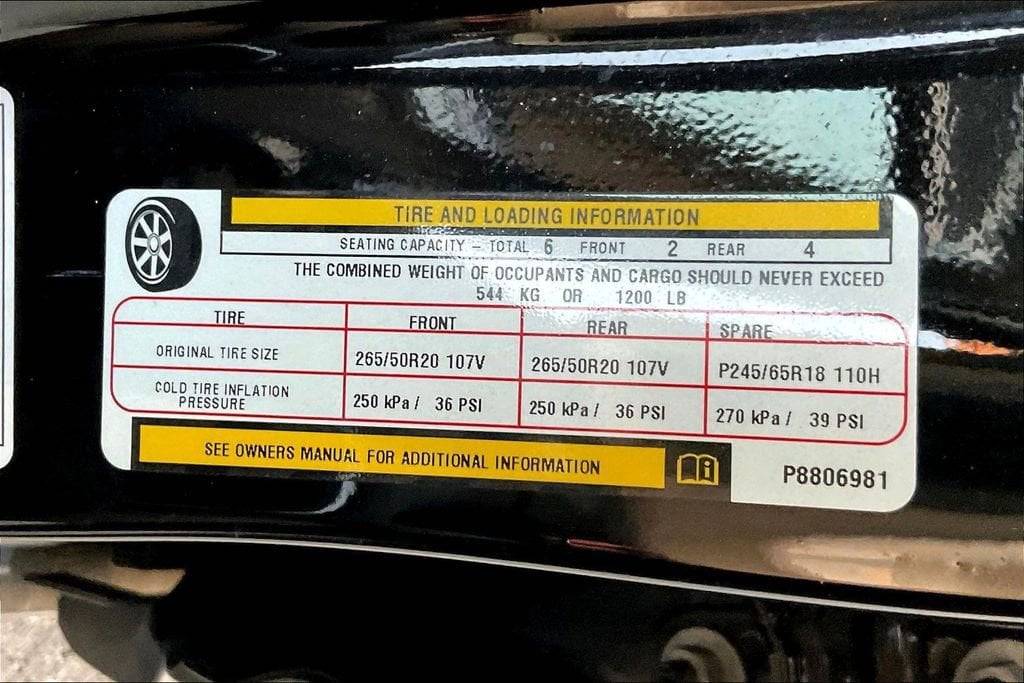 TIRE AND LOADING INFORMATION
SEATING CAPACITY – TOTAL 6 FRONT 2 REAR 4
THE COMBINED WEIGHT OF OCCUPANTS AND CARGO SHOULD NEVER EXCEED
544 KG OR 1200 LB
TIRE FRONT REAR SPARE
ORIGINAL TIRE SIZE 265/50R20 107V 265/50R20 107V P245/65R18 110H
COLD TIRE INFLATION
PRESSURE 250 kPa / 36 PSI 250 kPa / 36 PSI 270 kPa / 39 PSI
SEE OWNERS MANUAL FOR ADDITIONAL INFORMATION
P8806981